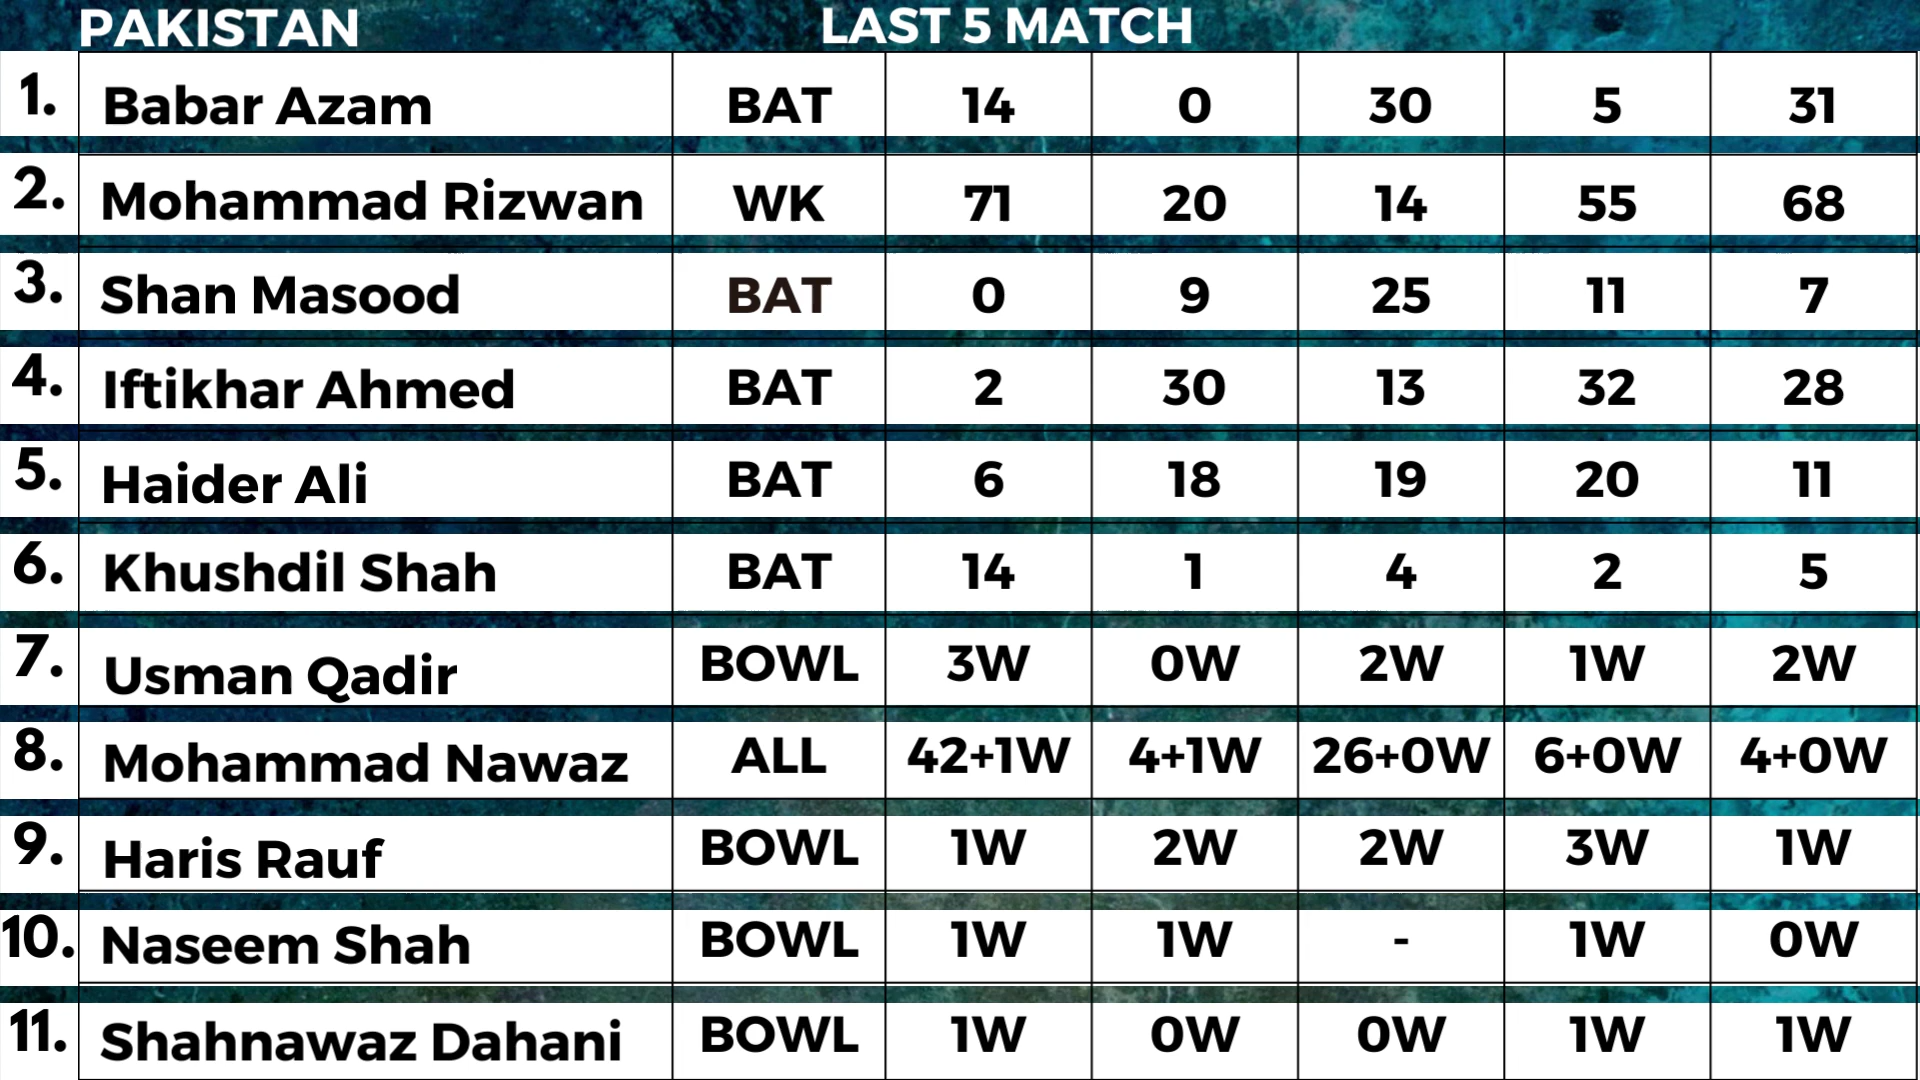 PAKISTAN LAST 5 MATCH
1. Babar Azam BAT 14 0 30 5 31
2. Mohammad Rizwan WK 71 20 14 55 68
3. Shan Masood BAT 0 9 25 11 7
4. Iftikhar Ahmed BAT 2 30 13 32 28
5. Haider Ali BAT 6 18 19 20 11
6. Khushdil Shah BAT 14 1 4 2 5
7. Usman Qadir BOWL 3W 0W 2W 1W 2W
8. Mohammad Nawaz ALL 42+1W 4+1W 26+0W 6+0W 4+0W
9. Haris Rauf BOWL 1W 2W 2W 3W 1W
10. Naseem Shah BOWL 1W 1W - 1W 0W
11. Shahnawaz Dahani BOWL 1W 0W 0W 1W 1W